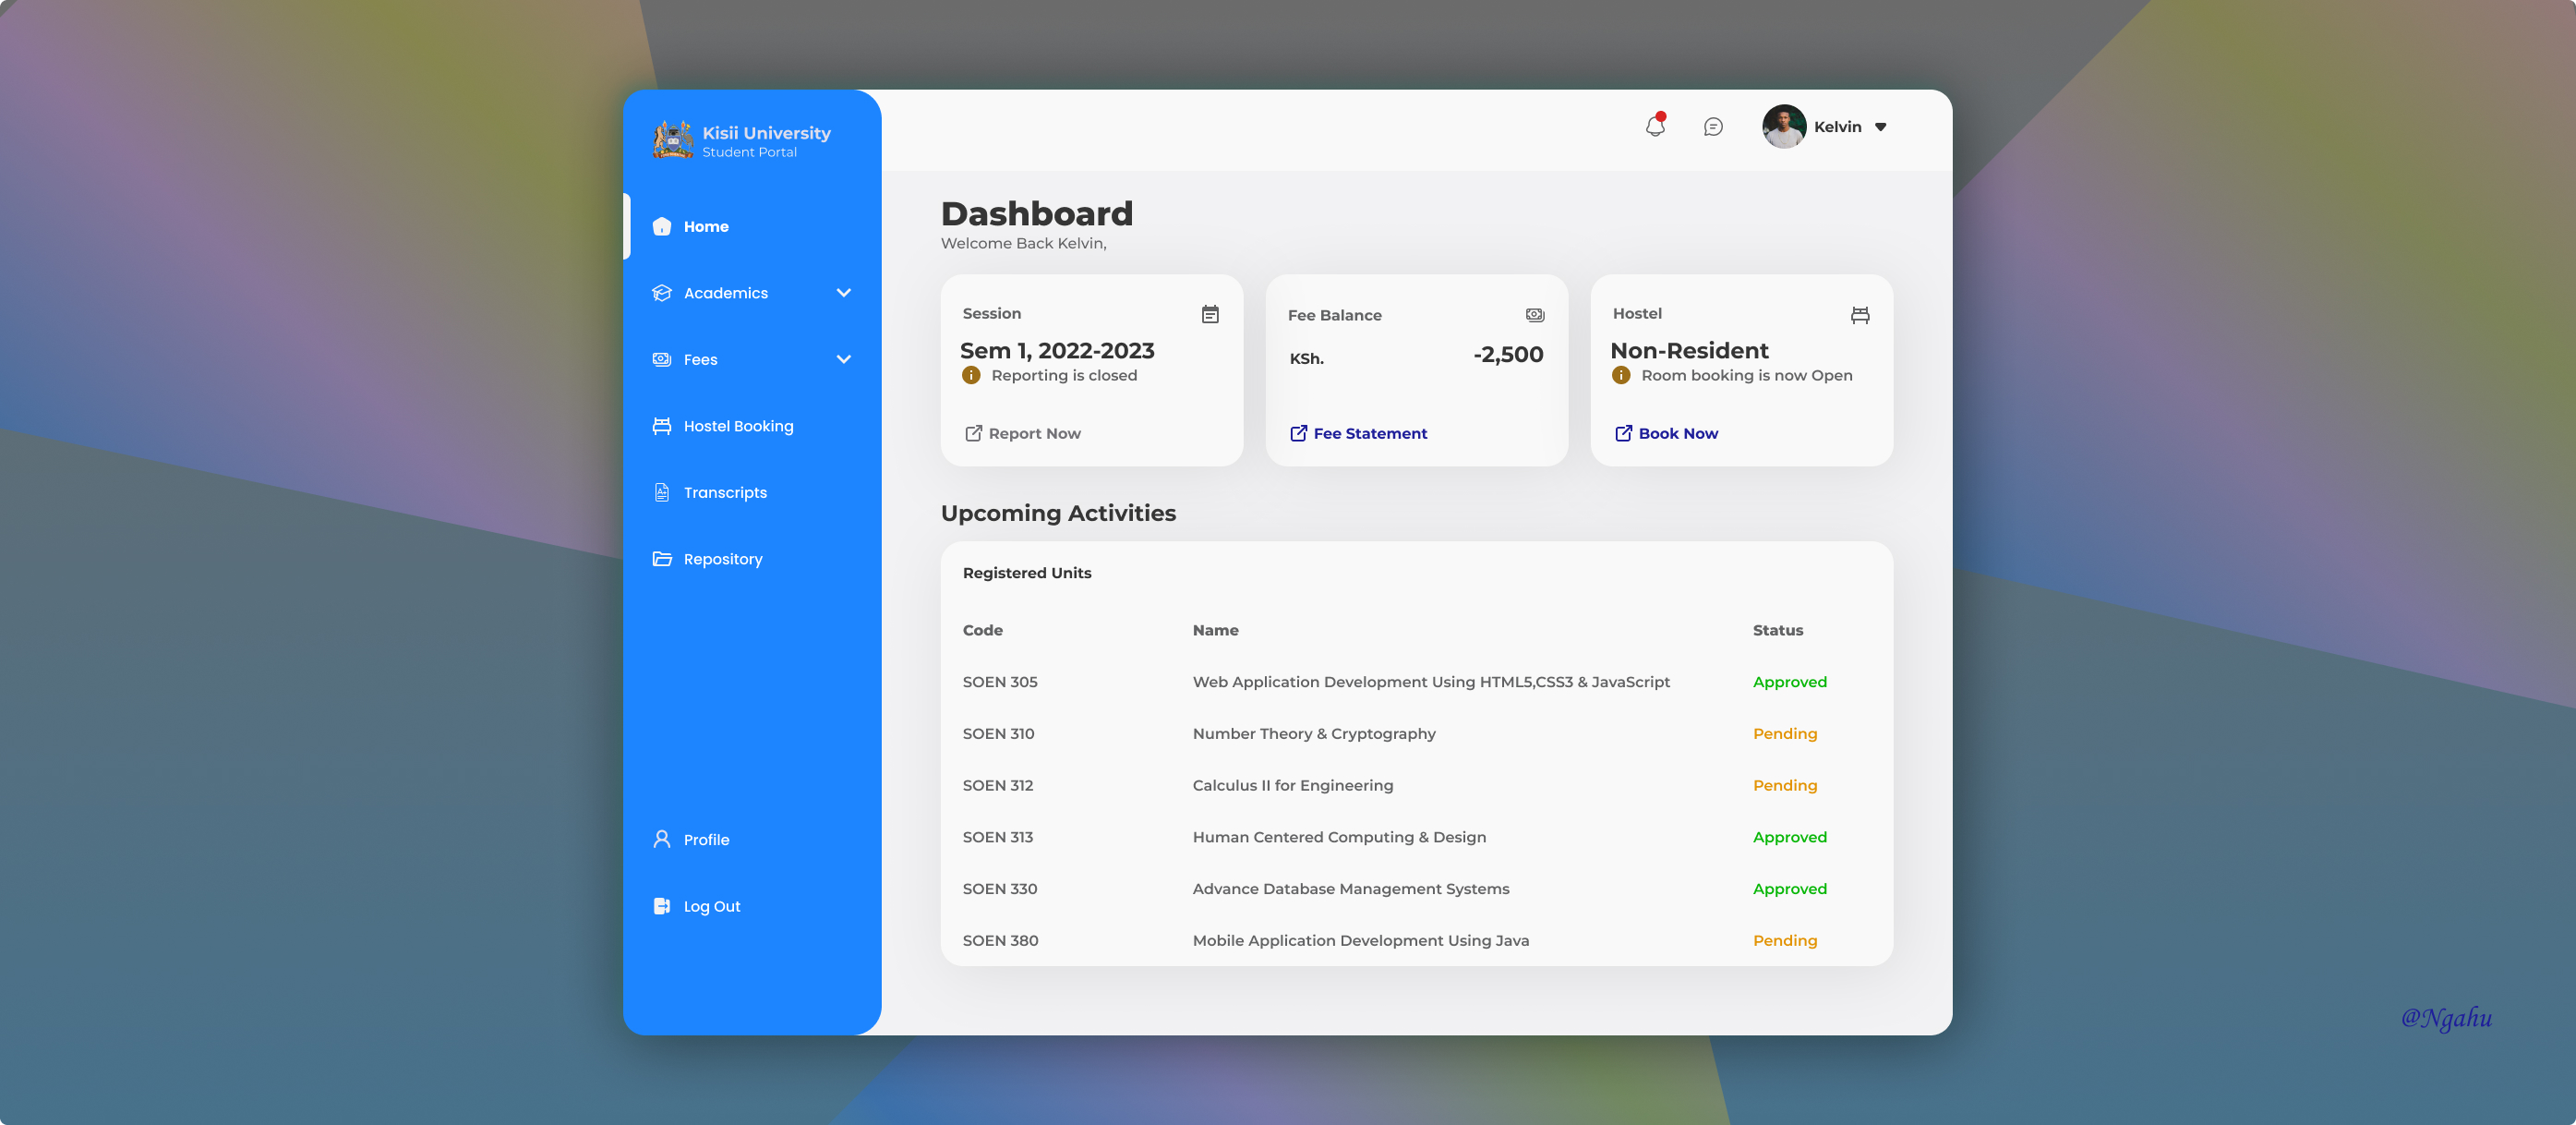 Kisii University
Student Portal
Home
Academics
Fees
Hostel Booking
Transcripts
Repository
Profile
Log Out
Kelvin
Dashboard
Welcome Back Kelvin,
Session
Sem 1, 2022-2023
Reporting is closed
Report Now
Fee Balance
KSh. -2,500
Fee Statement
Hostel
Non-Resident
Room booking is now Open
Book Now
Upcoming Activities
Registered Units
Code Name Status
SOEN 305 Web Application Development Using HTML5,CSS3 & JavaScript Approved
SOEN 310 Number Theory & Cryptography Pending
SOEN 312 Calculus II for Engineering Pending
SOEN 313 Human Centered Computing & Design Approved
SOEN 330 Advance Database Management Systems Approved
SOEN 380 Mobile Application Development Using Java Pending
@Ngahu